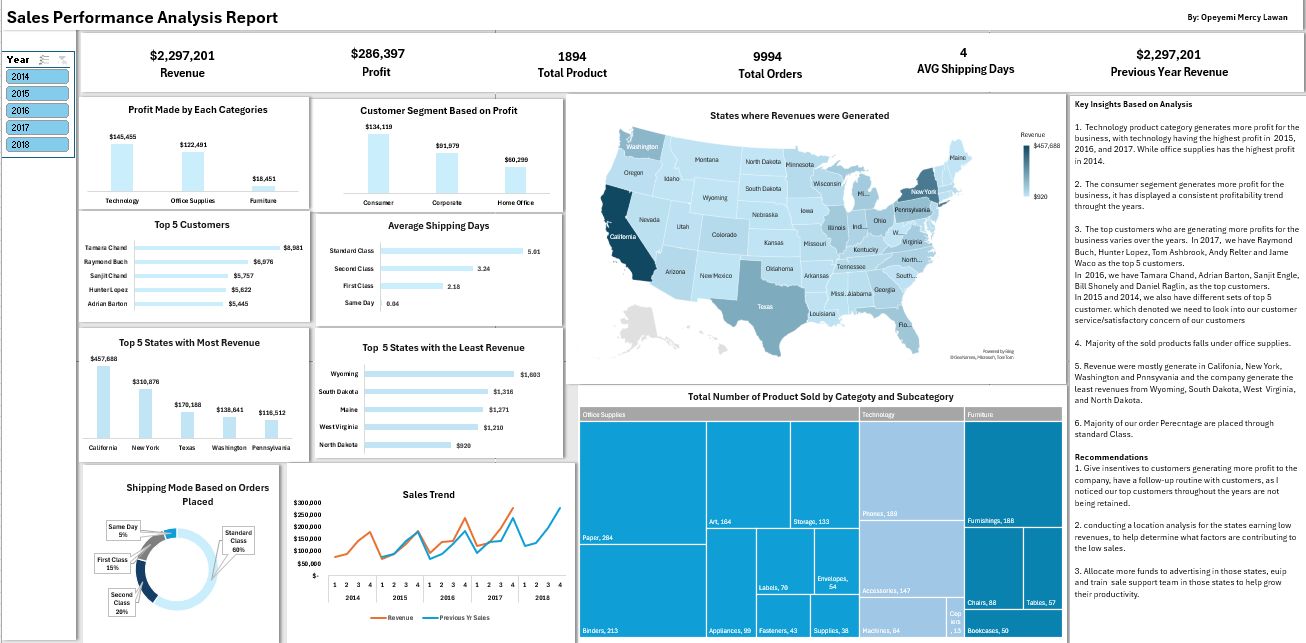 Sales Performance Analysis Report
By: Opeyemi Mercy Lawan
Year
2014
2015
2016
2017
2018
$2,297,201
Revenue
$286,397
Profit
1894
Total Product
9994
Total Orders
4
AVG Shipping Days
$2,297,201
Previous Year Revenue
Profit Made by Each Categories
$145,455
$122,491
$18,451
Technology
Office Supplies
Furniture
Customer Segment Based on Profit
$134,119
$91,979
$60,299
Consumer
Corporate
Home Office
Top 5 Customers
Tamara Chand $8,981
Raymond Buch $6,976
Sanjit Chand $5,757
Hunter Lopez $5,622
Adrian Barton $5,445
Average Shipping Days
Standard Class 5.01
Second Class 3.24
First Class 2.18
Same Day 0.04
Top 5 States with Most Revenue
$457,688
$310,876
$170,188
$138,641
$116,512
California
New York
Texas
Washington
Pennsylvania
Top 5 States with the Least Revenue
Wyoming $1,603
South Dakota $1,316
Maine $1,271
West Virginia $1,210
North Dakota $920
Shipping Mode Based on Orders
Placed
Same Day
5%
First Class
15%
Second
Class
20%
Standard
Class
60%
Sales Trend
$300,000
$250,000
$200,000
$150,000
$100,000
$50,000
$-
1 2 3 4 1 2 3 4 1 2 3 4 1 2 3 4 1 2 3 4
2014 2015 2016 2017 2018
Revenue
Previous Yr Sales
States where Revenues were Generated
Revenue
$457,688
$920
Washington
Oregon
California
Nevada
Idaho
Montana
Wyoming
Utah
Arizona
Colorado
New Mexico
North Dakota
South Dakota
Nebraska
Kansas
Oklahoma
Texas
Minnesota
Iowa
Missouri
Arkansas
Louisiana
Wisconsin
Illinois
Mi...
Indi...
Ohio
Kentucky
Tennessee
Missi...
Alabama
Georgia
Flo...
South...
North...
Virginia
W...
Pennsylvania
New York
Maine
Powered by Bing
© GeoNames, Microsoft, TomTom
Total Number of Product Sold by Categoty and Subcategory
Office Supplies
Technology
Furniture
Paper, 284
Binders, 213
Art, 164
Storage, 133
Appliances, 99
Labels, 70
Envelopes,
54
Fasteners, 43
Supplies, 38
Phones, 189
Accessories, 147
Machines, 64
Cop
iers
, 13
Furnishings, 188
Chairs, 88
Tables, 57
Bookcases, 50
Key Insights Based on Analysis
1. Technology product category generates more profit for the
business, with technology having the highest profit in 2015,
2016, and 2017. While office supplies has the highest profit
in 2014.
2. The consumer segement generates more profit for the
business, it has displayed a consistent profitability trend
throught the years.
3. The top customers who are generating more profits for the
business varies over the years. In 2017, we have Raymond
Buch, Hunter Lopez, Tom Ashbrook, Andy Relter and Jame
Waco as the top 5 customers.
In 2016, we have Tamara Chand, Adrian Barton, Sanjit Engle,
Bill Shonely and Daniel Raglin, as the top customers.
In 2015 and 2014, we also have different sets of top 5
customer. which denoted we need to look into our customer
service/satisfactory concern of our customers
4. Majority of the sold products falls under office supplies.
5. Revenue were mostly generate in Califonia, New York,
Washington and Pnnsyvania and the company generate the
least revenues from Wyoming, South Dakota, West Virginia,
and North Dakota.
6. Majority of our order Perecntage are placed through
standard Class.
Recommendations
1. Give insentives to customers generating more profit to the
company, have a follow-up routine with customers, as I
noticed our top customers throughout the years are not
being retained.
2. conducting a location analysis for the states earning low
revenues, to help determine what factors are contributing to
the low sales.
3. Allocate more funds to advertising in those states, euip
and train sale support team in those states to help grow
their productivity.